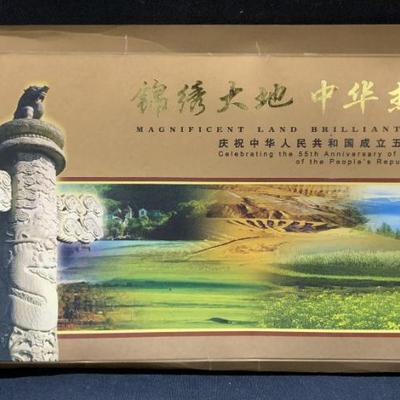 锦绣大地 中华
MAGNIFICENT LAND BRILLIANT
庆祝中华人民共和国成立五
Celebrating the 55th Anniversary of
of the People's Repu